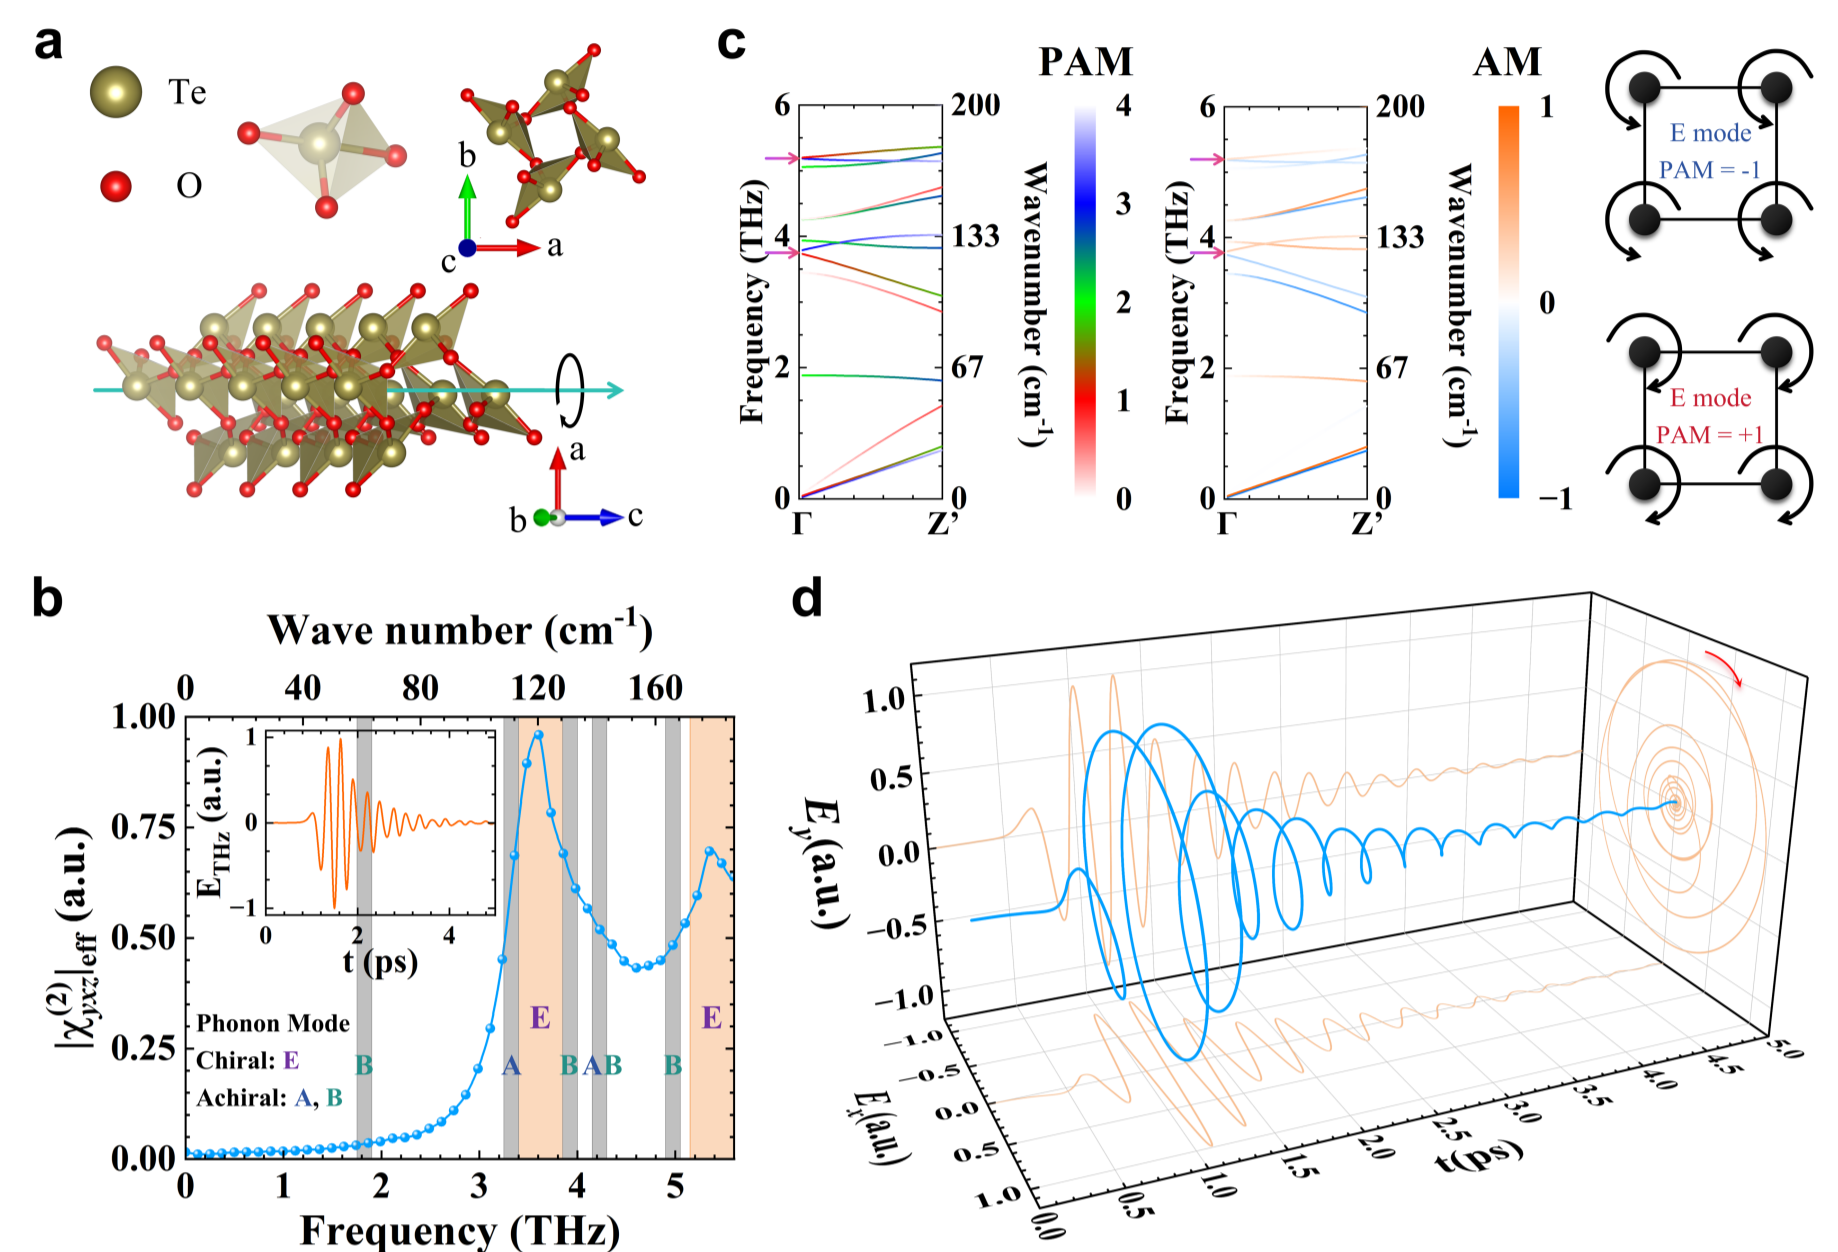 a
Te
O
b
c
a
a
b
c
c
PAM
AM
6
4
2
0
Frequency (THz)
200
133
67
0
Wavenumber (cm⁻¹)
Γ
Z’
4
3
2
1
0
6
4
2
0
Frequency (THz)
200
133
67
0
Wavenumber (cm⁻¹)
Γ
Z’
1
0
−1
E mode
PAM = -1
E mode
PAM = +1
b
Wave number (cm⁻¹)
0 40 80 120 160
1.00
0.75
0.50
0.25
0.00
|χ⁽²⁾yxz|eff (a.u.)
1
0
−1
E_THz (a.u.)
0 2 4
t (ps)
Phonon Mode
Chiral: E
Achiral: A, B
B
A
E
B
A
B
B
E
0 1 2 3 4 5
Frequency (THz)
d
1.0
0.5
0.0
−0.5
−1.0
Ey(a.u.)
−1.0
−0.5
0.0
0.5
1.0
Ex(a.u.)
0.0
0.5
1.0
1.5
2.0
2.5
3.0
3.5
4.0
4.5
5.0
t(ps)